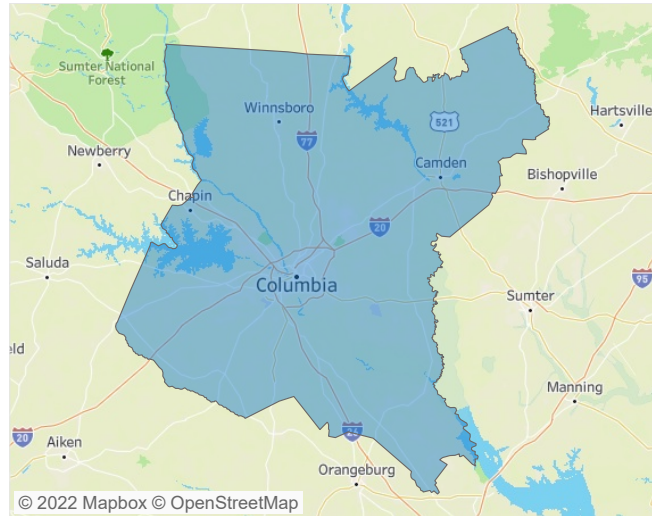 Sumter National
Forest
Winnsboro
Hartsville
77
521
Newberry
Camden
Bishopville
Chapin
20
Saluda
Columbia
95
Sumter
eld
Manning
20
Aiken
26
Orangeburg
© 2022 Mapbox © OpenStreetMap